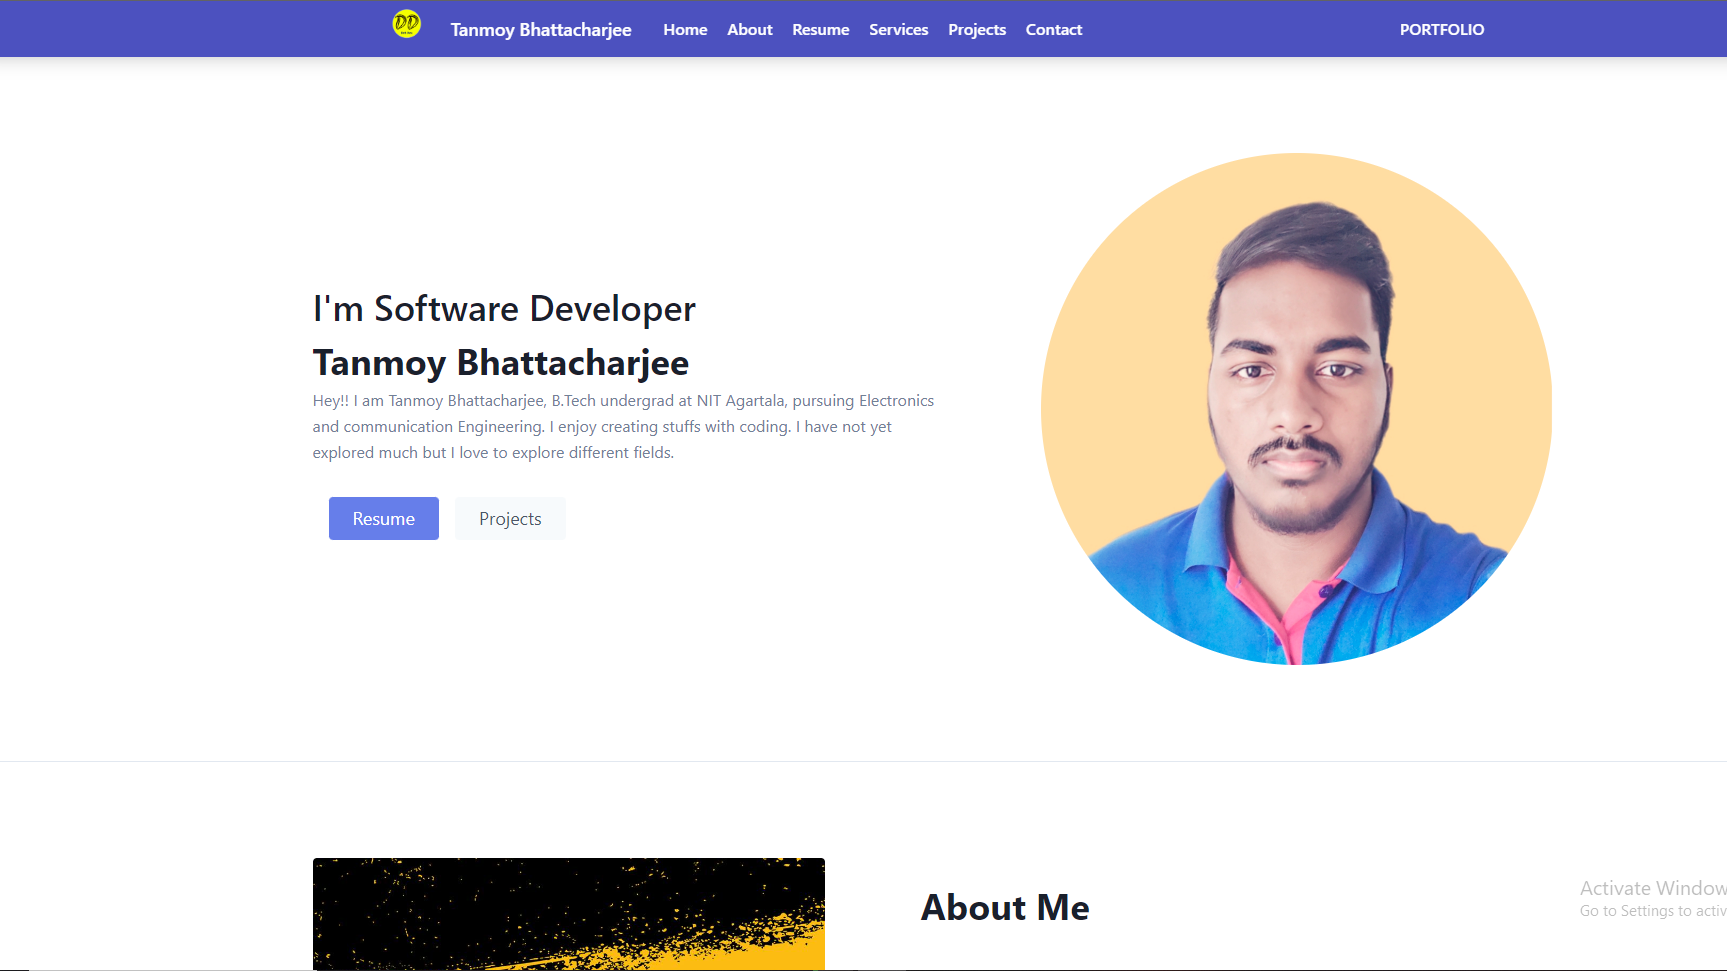 DD
Tanmoy Bhattacharjee Home About Resume Services Projects Contact PORTFOLIO
I'm Software Developer
Tanmoy Bhattacharjee
Hey!! I am Tanmoy Bhattacharjee, B.Tech undergrad at NIT Agartala, pursuing Electronics
and communication Engineering. I enjoy creating stuffs with coding. I have not yet
explored much but I love to explore different fields.
Resume Projects
About Me
Activate Window
Go to Settings to activ